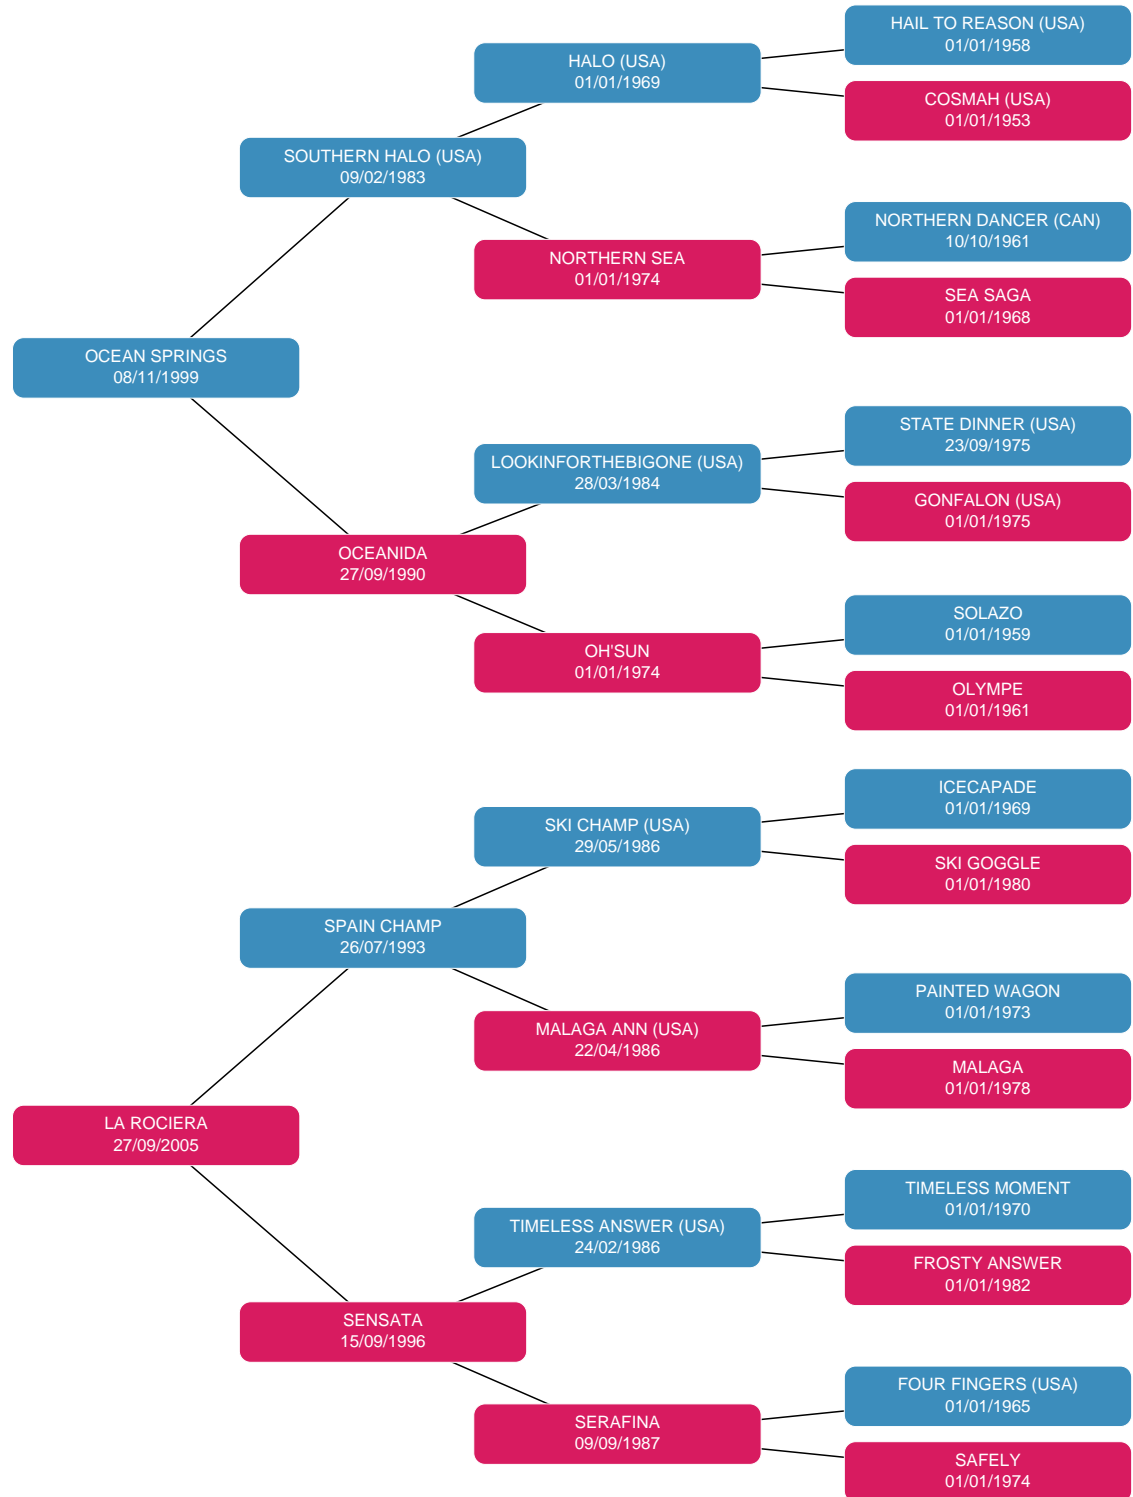 HAIL TO REASON (USA)
01/01/1958
HALO (USA)
01/01/1969
COSMAH (USA)
01/01/1953
SOUTHERN HALO (USA)
09/02/1983
NORTHERN DANCER (CAN)
10/10/1961
NORTHERN SEA
01/01/1974
SEA SAGA
01/01/1968
OCEAN SPRINGS
08/11/1999
STATE DINNER (USA)
23/09/1975
LOOKINFORTHEBIGONE (USA)
28/03/1984
GONFALON (USA)
01/01/1975
OCEANIDA
27/09/1990
SOLAZO
01/01/1959
OH'SUN
01/01/1974
OLYMPE
01/01/1961
ICECAPADE
01/01/1969
SKI CHAMP (USA)
29/05/1986
SKI GOGGLE
01/01/1980
SPAIN CHAMP
26/07/1993
PAINTED WAGON
01/01/1973
MALAGA ANN (USA)
22/04/1986
MALAGA
01/01/1978
LA ROCIERA
27/09/2005
TIMELESS MOMENT
01/01/1970
TIMELESS ANSWER (USA)
24/02/1986
FROSTY ANSWER
01/01/1982
SENSATA
15/09/1996
FOUR FINGERS (USA)
01/01/1965
SERAFINA
09/09/1987
SAFELY
01/01/1974